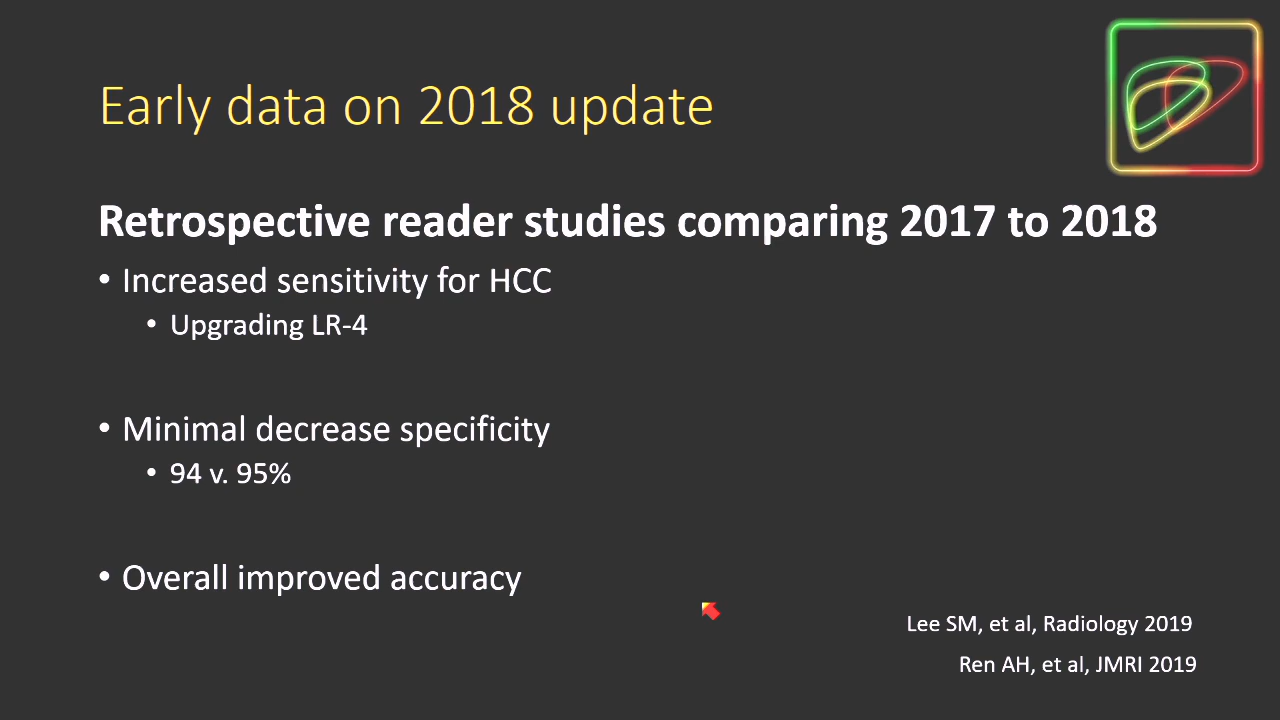 Early data on 2018 update
Retrospective reader studies comparing 2017 to 2018
• Increased sensitivity for HCC
• Upgrading LR-4
• Minimal decrease specificity
• 94 v. 95%
• Overall improved accuracy
Lee SM, et al, Radiology 2019
Ren AH, et al, JMRI 2019